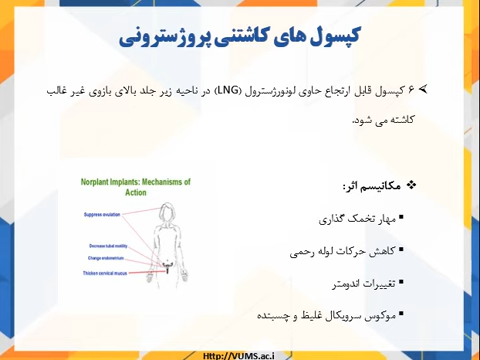 کپسول های کاشتنی پروژسترونی
۶ کپسول قابل ارتجاع حاوی لونورژسترول (LNG) در ناحیه زیر جلد بالای بازوی غیر غالب
کاشته می شود.
مکانیسم اثر:
مهار تخمک گذاری
کاهش حرکات لوله رحمی
تغییرات اندومتر
موکوس سرویکال غلیظ و چسبنده
Norplant Implants: Mechanisms of
Action
Suppress ovulation
Decrease tubal motility
Change endometrium
Thicken cervical mucus
Http://VUMS.ac.i